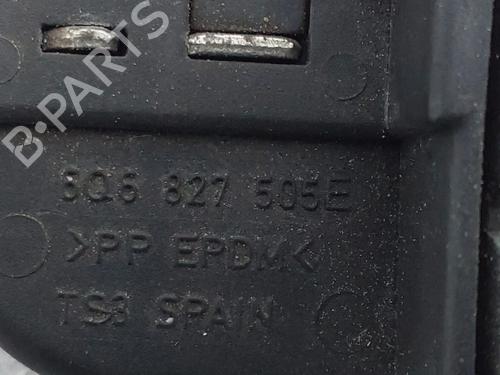 B-PARTS
5Q6 827 505E
>PP EPDM<
TS3 SPAIN